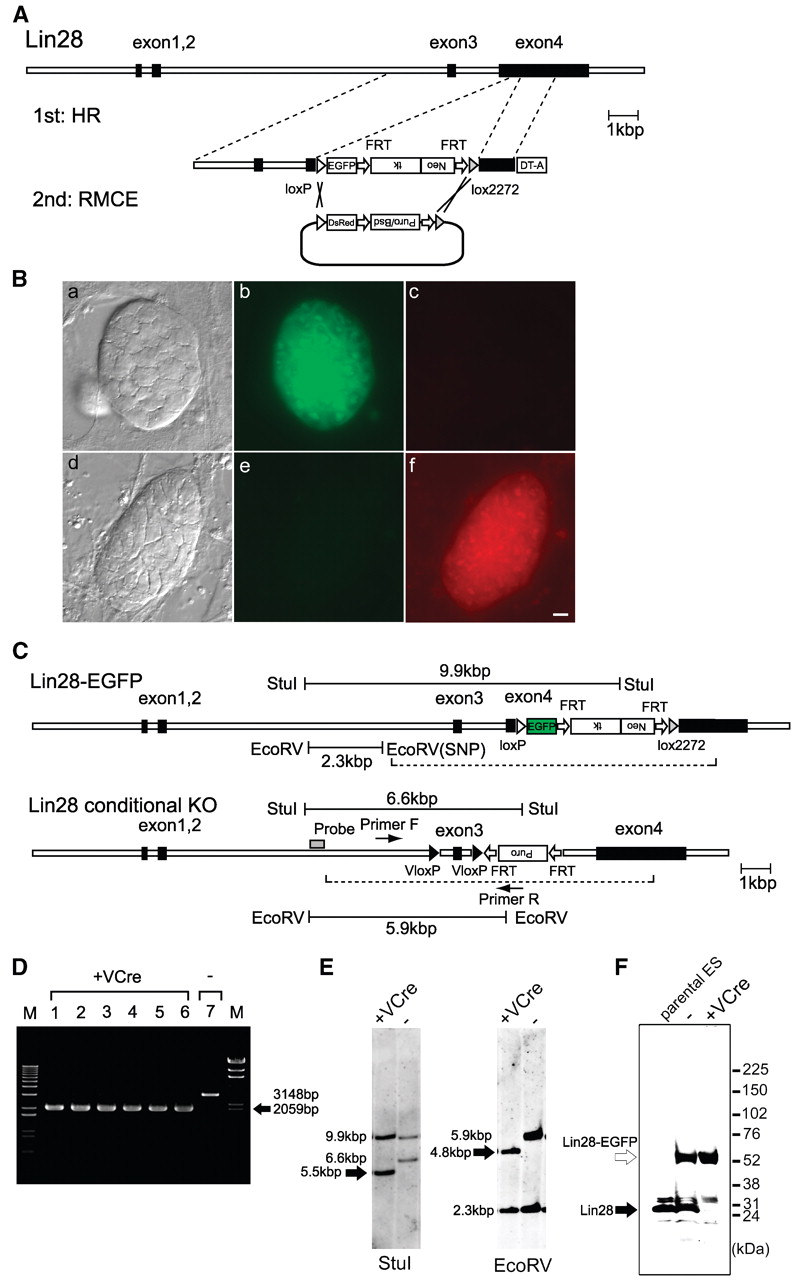 A
Lin28
exon1,2 exon3 exon4
1st: HR
1kbp
FRT FRT
EGFP tk Neo DT-A
loxP lox2272
2nd: RMCE
DsRed Puro/Bsd
B
a b c
d e f
C
9.9kbp
Lin28-EGFP StuI StuI
exon1,2 exon3 exon4
FRT FRT
EGFP tk Neo
EcoRV EcoRV(SNP) loxP lox2272
2.3kbp
6.6kbp
Lin28 conditional KO StuI StuI
exon1,2 Probe Primer F exon3 exon4
Puro
VloxP VloxP FRT FRT
1kbp
Primer R
EcoRV EcoRV
5.9kbp
D
+VCre -
M 1 2 3 4 5 6 7 M
3148bp
2059bp
E
+VCre -
9.9kbp
6.6kbp
5.5kbp
StuI
+VCre -
5.9kbp
4.8kbp
2.3kbp
EcoRV
F
parental ES - +VCre
225
150
102
76
Lin28-EGFP
52
38
31
Lin28
24
(kDa)